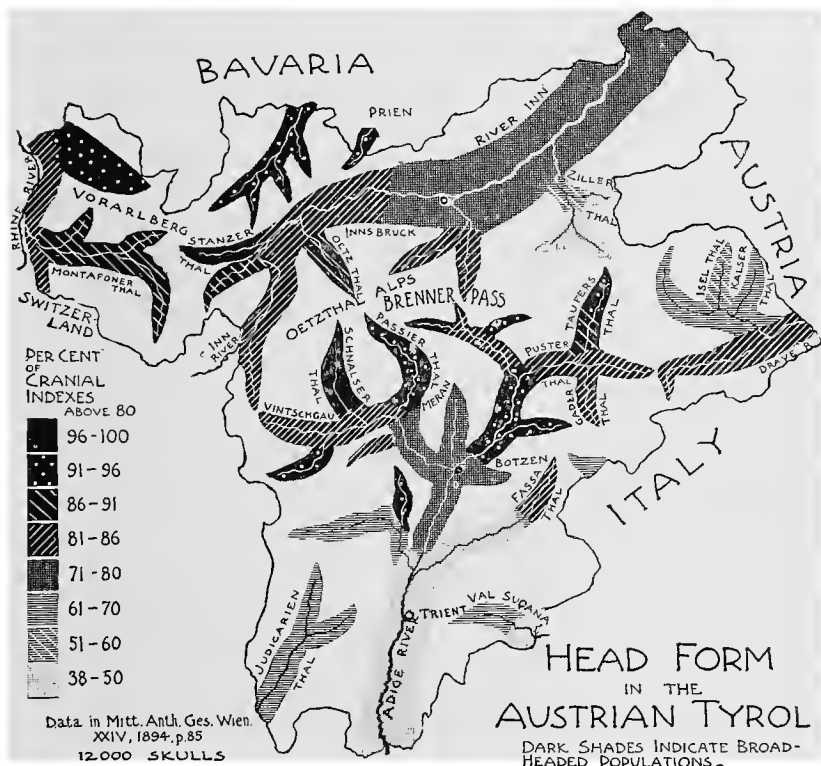 BAVARIA
PRIEN
RIVER INN
AUSTRIA
ZILLER
THAL
RHINE RIVER
VORARLBERG
STANZER
THAL
INNSBRUCK
OETZ THAL
MONTAFONER
THAL
SWITZER-
LAND
INN
RIVER
OETZTHAL ALPS
BRENNER PASS
ISEL THAL
KALSER
THAL
TAUFERS
THAL
PUSTER
THAL
GADER
THAL
DRAVE R.
SCHNALSER
THAL
PASSIER
THAL
MERAN
VINTSCHGAU
BOTZEN
FASSA
THAL
ITALY
PER CENT
OF
CRANIAL
INDEXES
ABOVE 80
96-100
91-96
86-91
81-86
71-80
61-70
51-60
38-50
JUDICARIEN
THAL
ADIGE RIVER
TRIENT
VAL SUGANA
Data in Mitt. Anth. Ges. Wien.
XXIV, 1894, p.85
12000 SKULLS
HEAD FORM
IN THE
AUSTRIAN TYROL
DARK SHADES INDICATE BROAD-
HEADED POPULATIONS